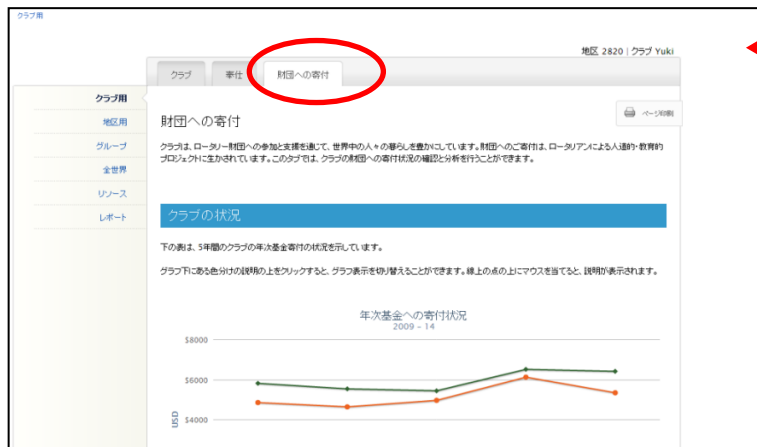 クラブ用
地区 2820 | クラブ Yuki
クラブ
奉仕
財団への寄付
クラブ用
地区用
グループ
全世界
リソース
レポート
ページ印刷
財団への寄付
クラブは、ロータリー財団への参加と支援を通じて、世界中の人々の暮らしを豊かにしています。財団へのご寄付は、ロータリアンによる人道的・教育的
プロジェクトに生かされています。このタブでは、クラブの財団への寄付状況の確認と分析を行うことができます。
クラブの状況
下の表は、5年間のクラブの年次基金寄付の状況を示しています。
グラフ下にある色分けの説明の上をクリックすると、グラフ表示を切り替えることができます。線上の点の上にマウスを当てると、説明が表示されます。
年次基金への寄付状況
2009 - 14
$8000
$6000
$4000
USD